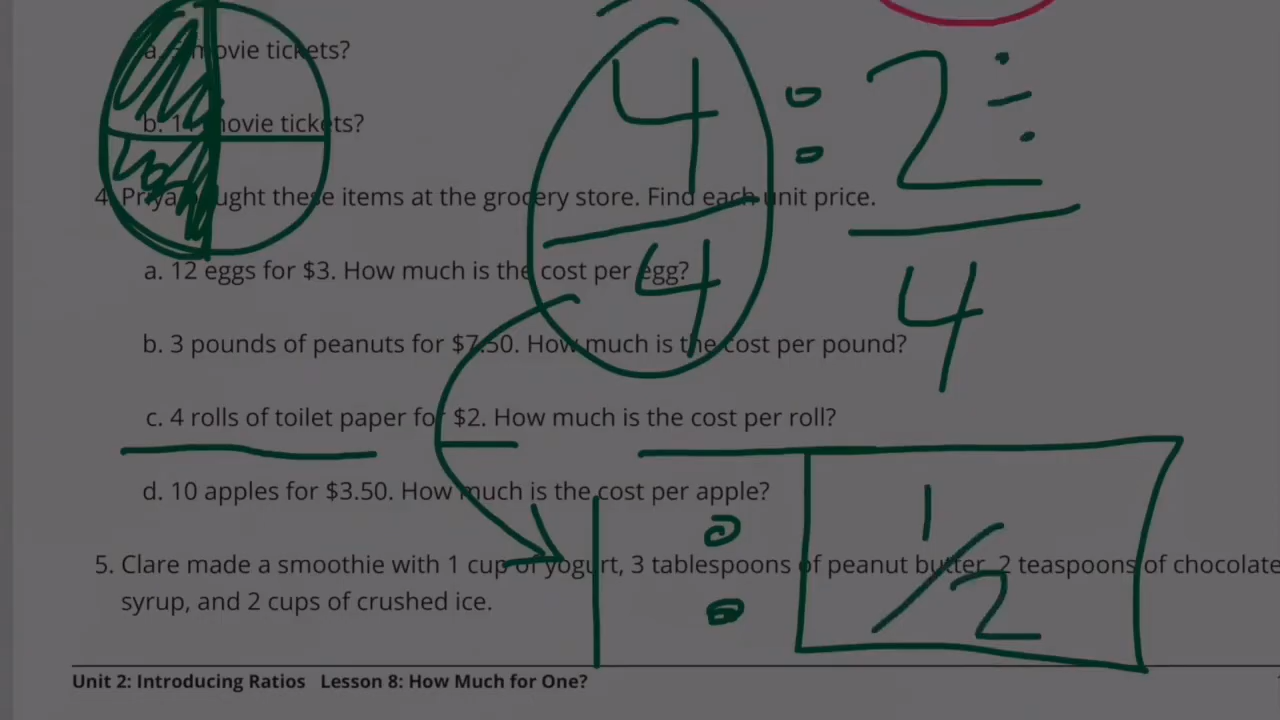 a. movie tickets?
b. 11 movie tickets?
4. Priya bought these items at the grocery store. Find each unit price.
a. 12 eggs for $3. How much is the cost per egg?
b. 3 pounds of peanuts for $7.50. How much is the cost per pound?
c. 4 rolls of toilet paper for $2. How much is the cost per roll?
d. 10 apples for $3.50. How much is the cost per apple?
5. Clare made a smoothie with 1 cup of yogurt, 3 tablespoons of peanut butter, 2 teaspoons of chocolate
syrup, and 2 cups of crushed ice.
Unit 2: Introducing Ratios Lesson 8: How Much for One?
4 : 2 ÷
4 4
1 : 1/2